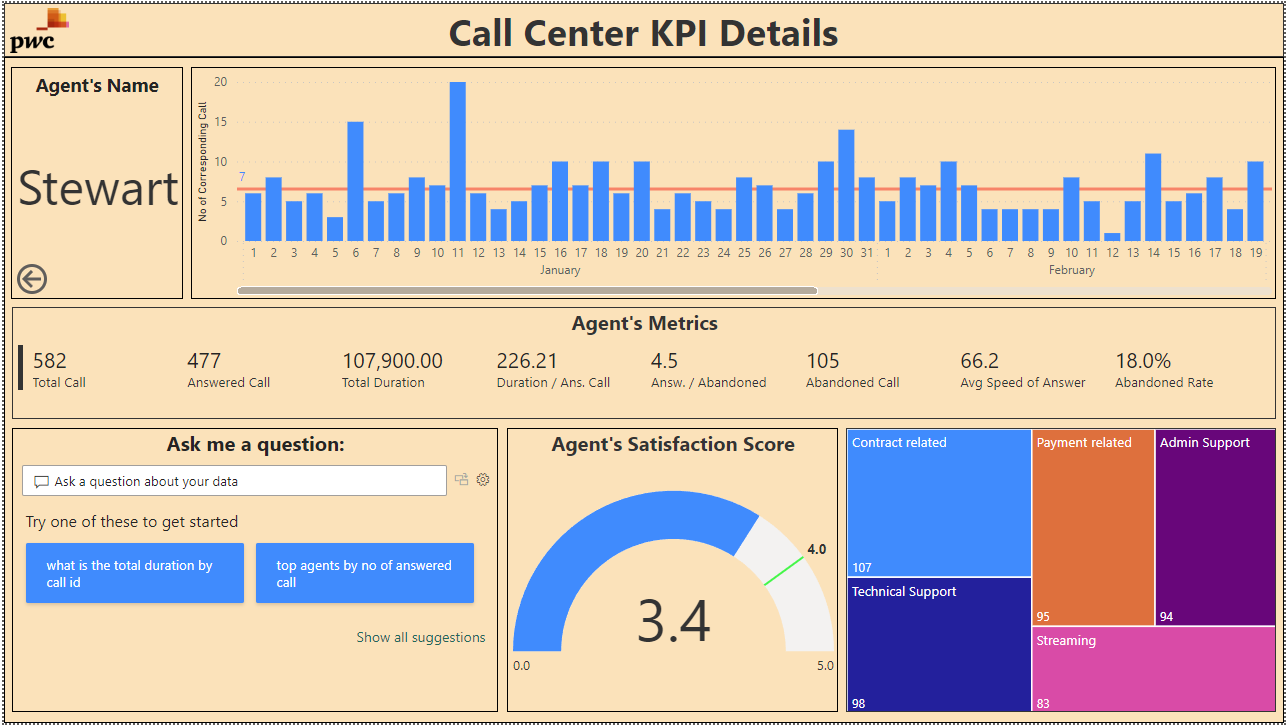 pwc
Call Center KPI Details
Agent's Name
Stewart
No of Corresponding Call
20
15
10
5
0
7
1 2 3 4 5 6 7 8 9 10 11 12 13 14 15 16 17 18 19 20 21 22 23 24 25 26 27 28 29 30 31 1 2 3 4 5 6 7 8 9 10 11 12 13 14 15 16 17 18 19
January February
Agent's Metrics
582 477 107,900.00 226.21 4.5 105 66.2 18.0%
Total Call Answered Call Total Duration Duration / Ans. Call Answ. / Abandoned Abandoned Call Avg Speed of Answer Abandoned Rate
Ask me a question:
Ask a question about your data
Try one of these to get started
what is the total duration by
call id
top agents by no of answered
call
Show all suggestions
Agent's Satisfaction Score
4.0
3.4
0.0 5.0
Contract related
107
Technical Support
98
Payment related
95
Admin Support
94
Streaming
83